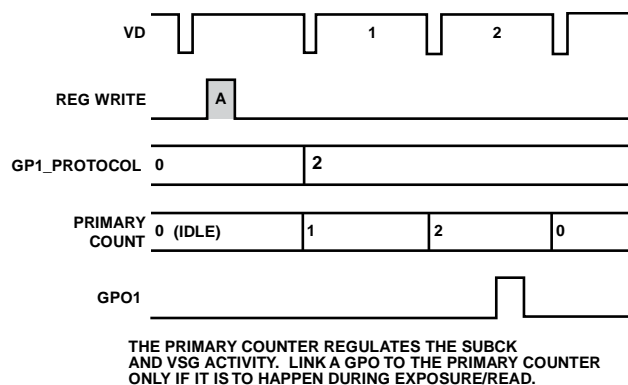 VD 1 2
REG WRITE A
GP1_PROTOCOL 0 2
PRIMARY
COUNT 0 (IDLE) 1 2 0
GPO1
THE PRIMARY COUNTER REGULATES THE SUBCK
AND VSG ACTIVITY. LINK A GPO TO THE PRIMARY COUNTER
ONLY IF IT IS TO HAPPEN DURING EXPOSURE/READ.